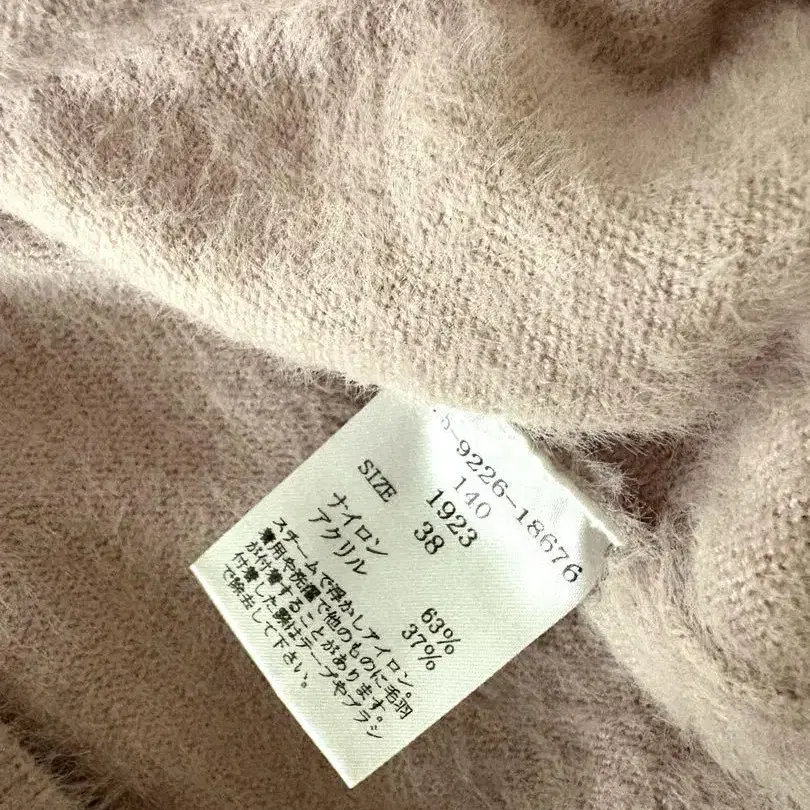 -9226-18676
140
1923
SIZE 38
ナイロン 63%
アクリル 37%
スチームで浮かしアイロン。
着用や洗濯で他のものに毛羽
が付着することがあります。
付着した際はテープやブラシ
で除去して下さい。